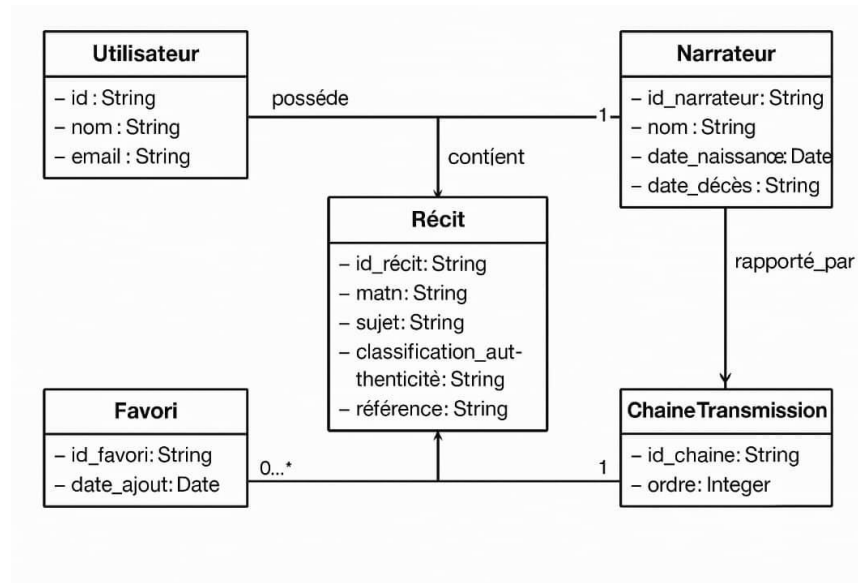 Utilisateur
– id : String
– nom : String
– email : String
posséde
1
contient
Narrateur
– id_narrateur: String
– nom : String
– date_naissance: Date
– date_décès : String
rapporté_par
Récit
– id_récit: String
– matn: String
– sujet: String
– classification_aut-
thenticitè: String
– référence: String
Favori
– id_favori: String
– date_ajout: Date
0...*
1
ChaineTransmission
– id_chaine: String
– ordre: Integer